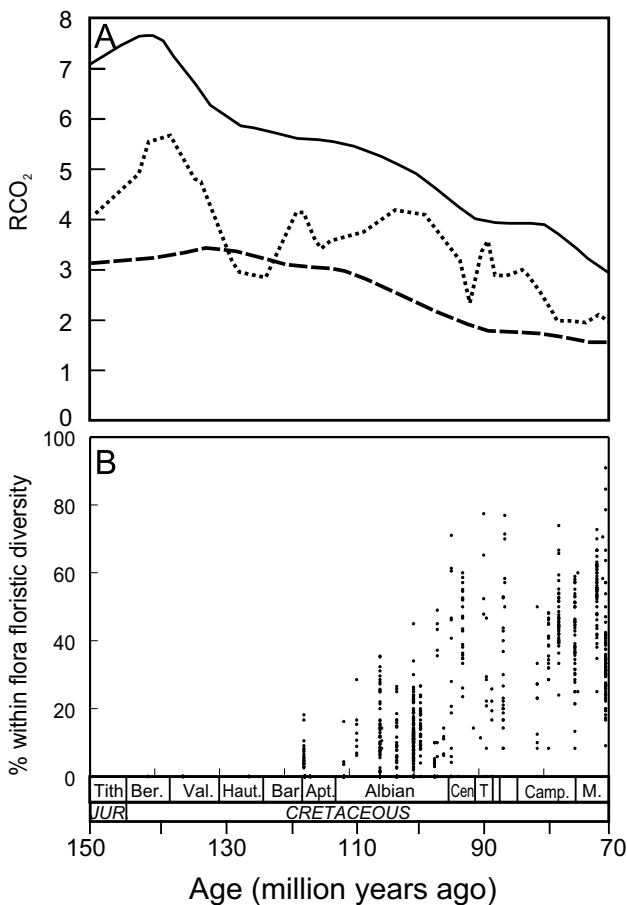 A
8
7
6
5
4
3
2
1
0
RCO₂
B
100
80
60
40
20
0
% within flora floristic diversity
Tith Ber. Val. Haut. Bar Apt. Albian Cen T Camp. M.
JUR. CRETACEOUS
150 130 110 90 70
Age (million years ago)